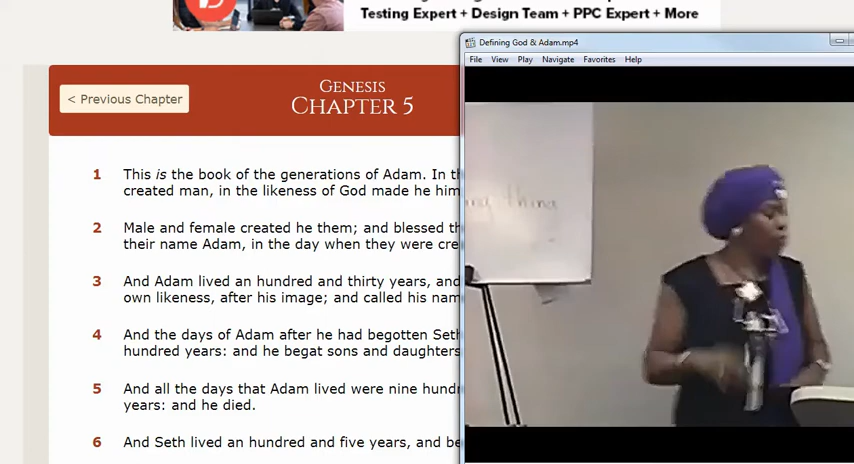 Testing Expert + Design Team + PPC Expert + More
Defining God & Adam.mp4
File View Play Navigate Favorites Help
< Previous Chapter
Genesis
Chapter 5
1 This is the book of the generations of Adam. In th
created man, in the likeness of God made he him
2 Male and female created he them; and blessed th
their name Adam, in the day when they were cre
3 And Adam lived an hundred and thirty years, and
own likeness, after his image; and called his nam
4 And the days of Adam after he had begotten Seth
hundred years: and he begat sons and daughters
5 And all the days that Adam lived were nine hund
years: and he died.
6 And Seth lived an hundred and five years, and be
thing